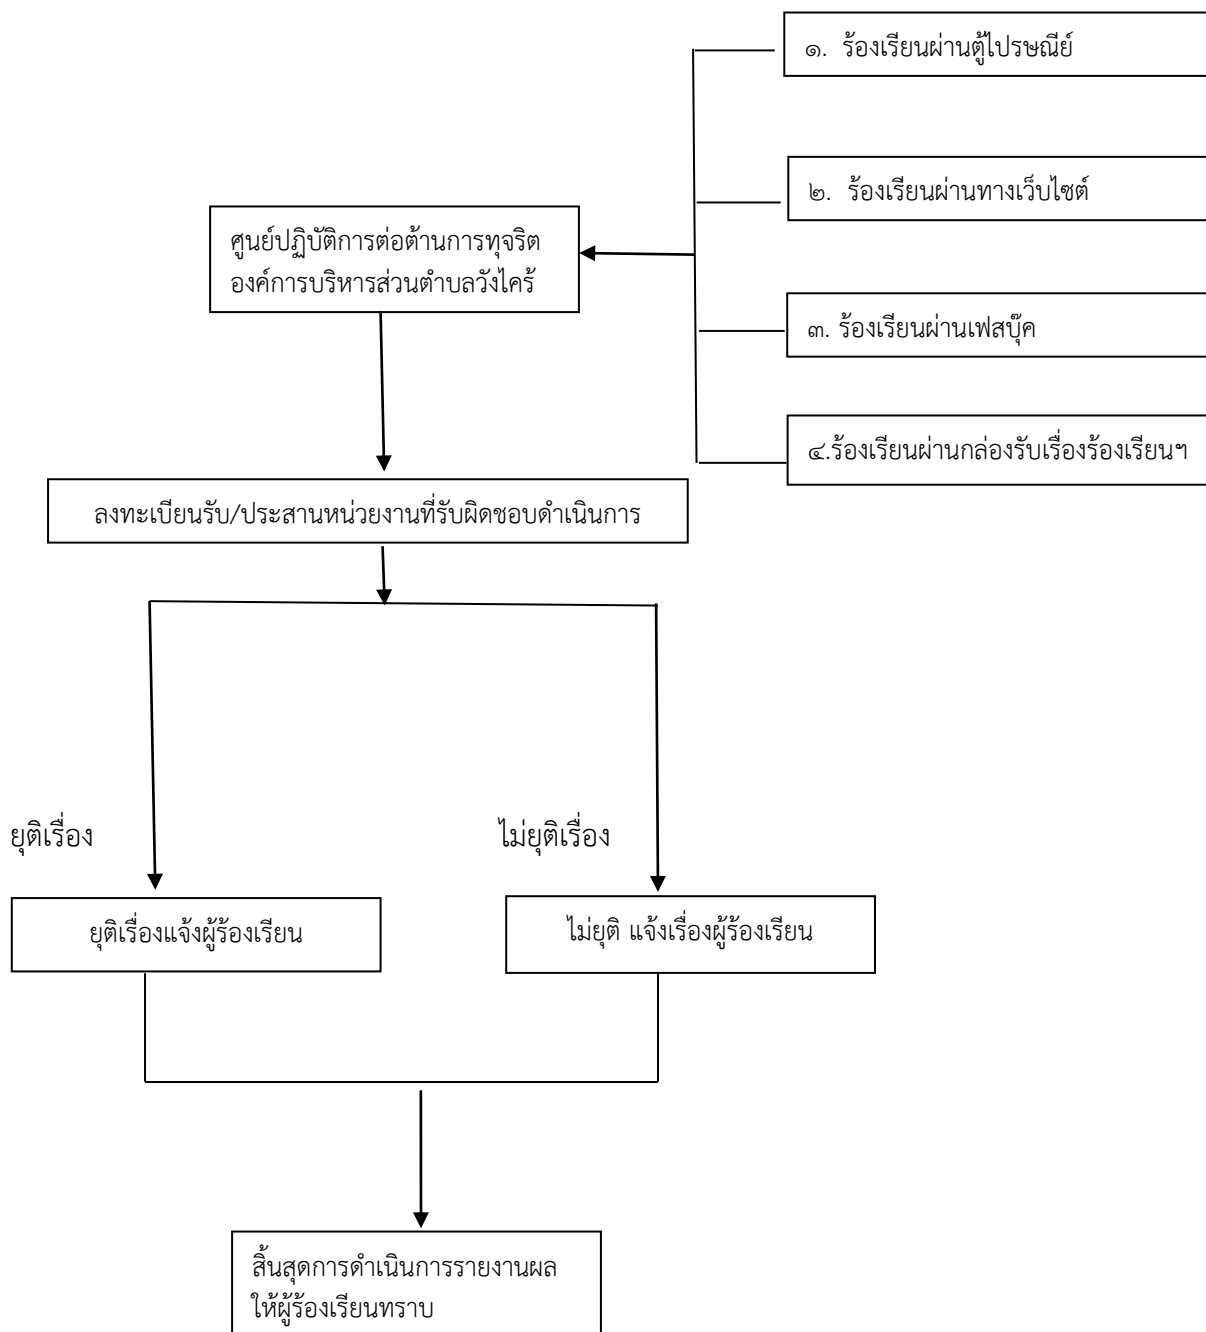 ๑. ร้องเรียนผ่านตู้ไปรษณีย์
๒. ร้องเรียนผ่านทางเว็บไซต์
ศูนย์ปฏิบัติการต่อต้านการทุจริต
องค์การบริหารส่วนตำบลวังไคร้
๓. ร้องเรียนผ่านเฟสบุ๊ค
๔.ร้องเรียนผ่านกล่องรับเรื่องร้องเรียนฯ
ลงทะเบียนรับ/ประสานหน่วยงานที่รับผิดชอบดำเนินการ
ยุติเรื่อง
ไม่ยุติเรื่อง
ยุติเรื่องแจ้งผู้ร้องเรียน
ไม่ยุติ แจ้งเรื่องผู้ร้องเรียน
สิ้นสุดการดำเนินการรายงานผล
ให้ผู้ร้องเรียนทราบ